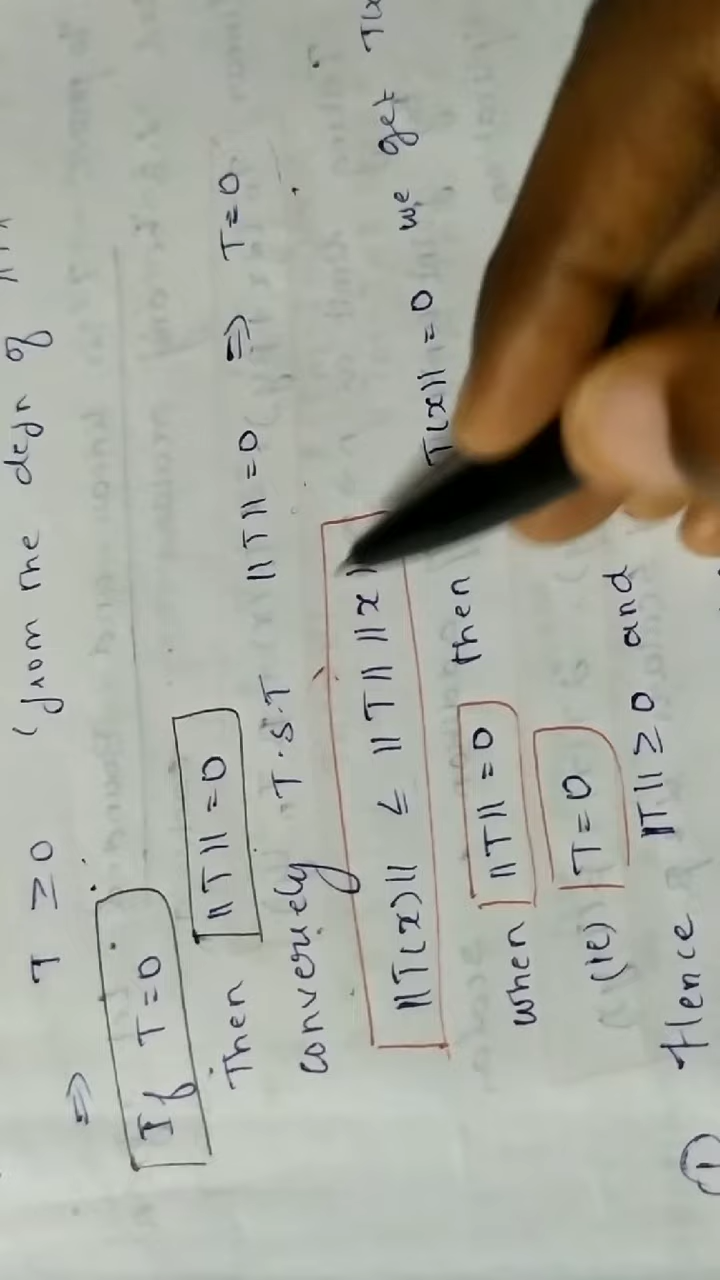 ⇒ T ≥ 0 (from the defn of
If T=0
Then ||T||=0
conversely T.S.T ||T||=0 ⇒ T=0
||T(x)|| ≤ ||T|| ||x||
when ||T||=0 then T(x)||=0 we get T(x
(ie) T=0
① Hence ||T|| ≥ 0 and